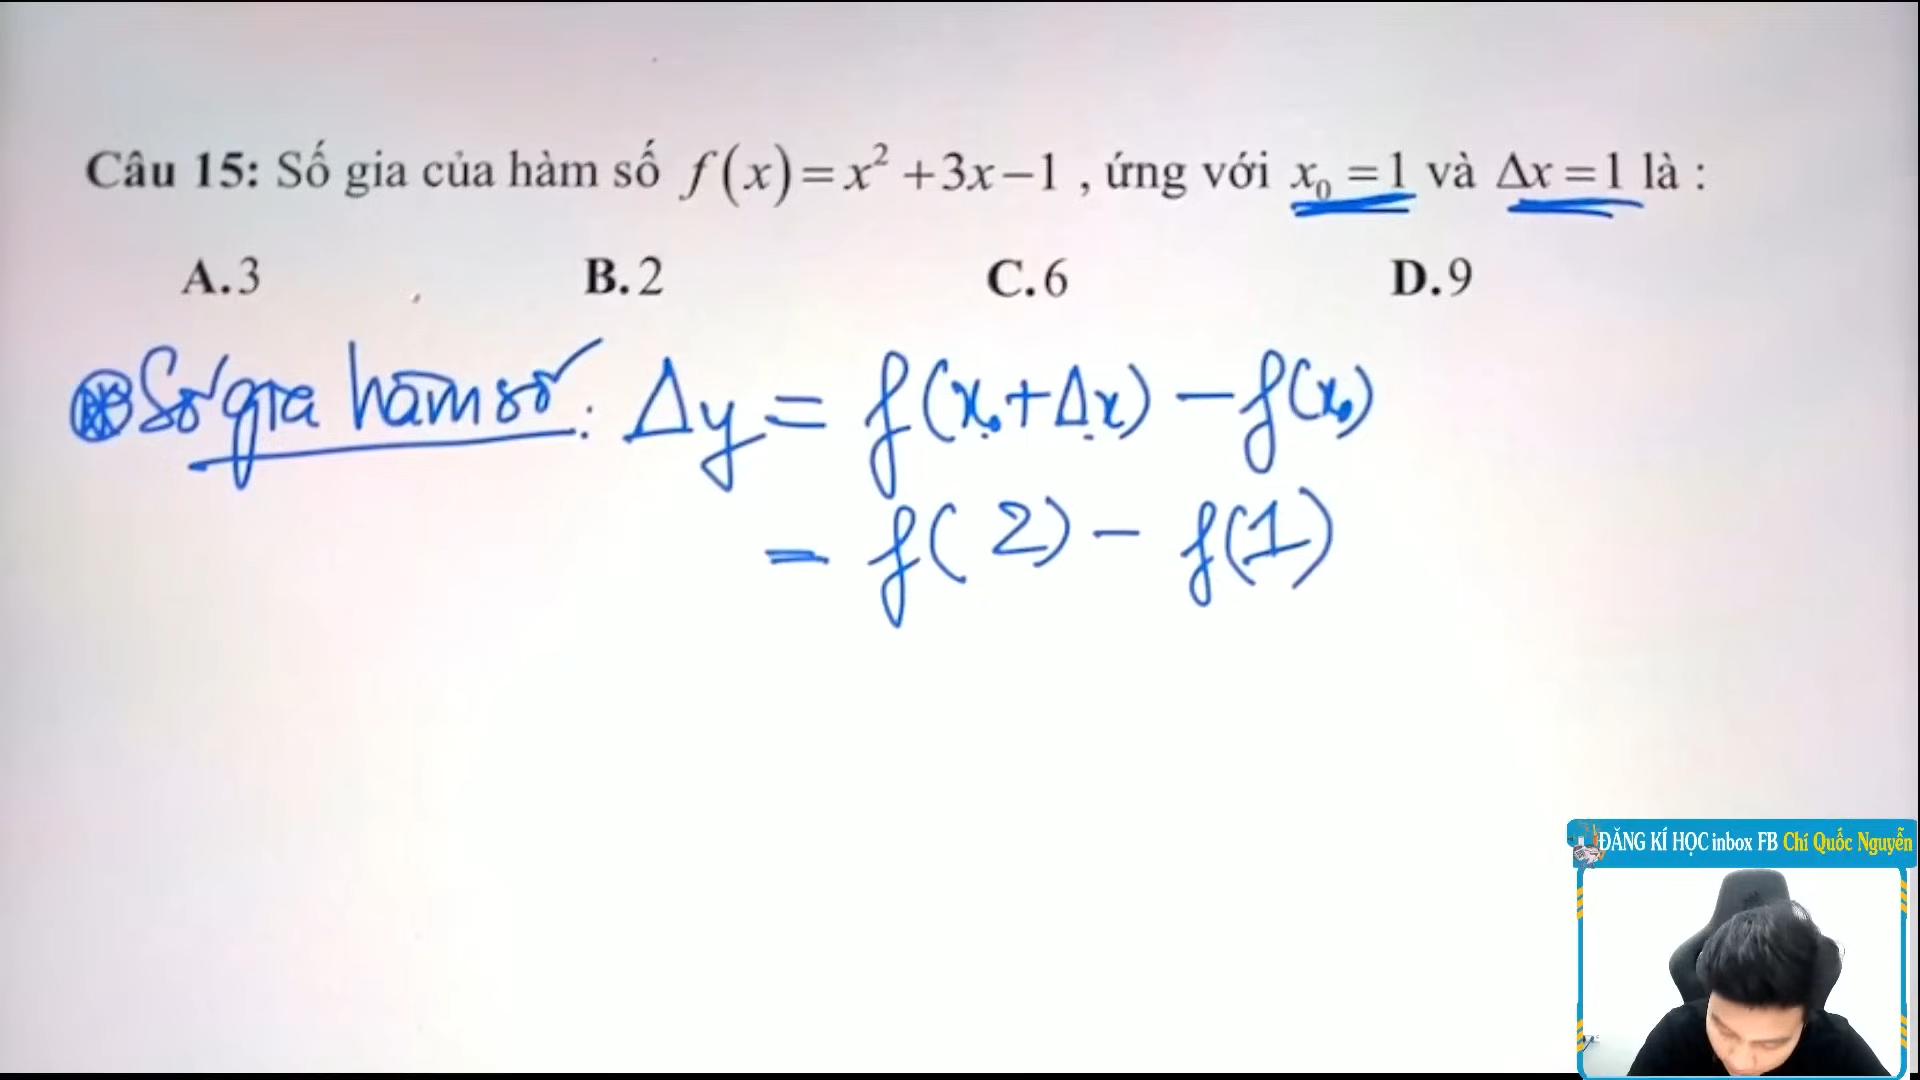 Câu 15: Số gia của hàm số f(x)=x²+3x−1 , ứng với x₀ =1 và Δx =1 là :
A.3 B.2 C.6 D.9
Số gia hàm số: Δy = f(x₀+Δx) − f(x₀)
= f(2) − f(1)
ĐĂNG KÍ HỌC inbox FB Chí Quốc Nguyễn